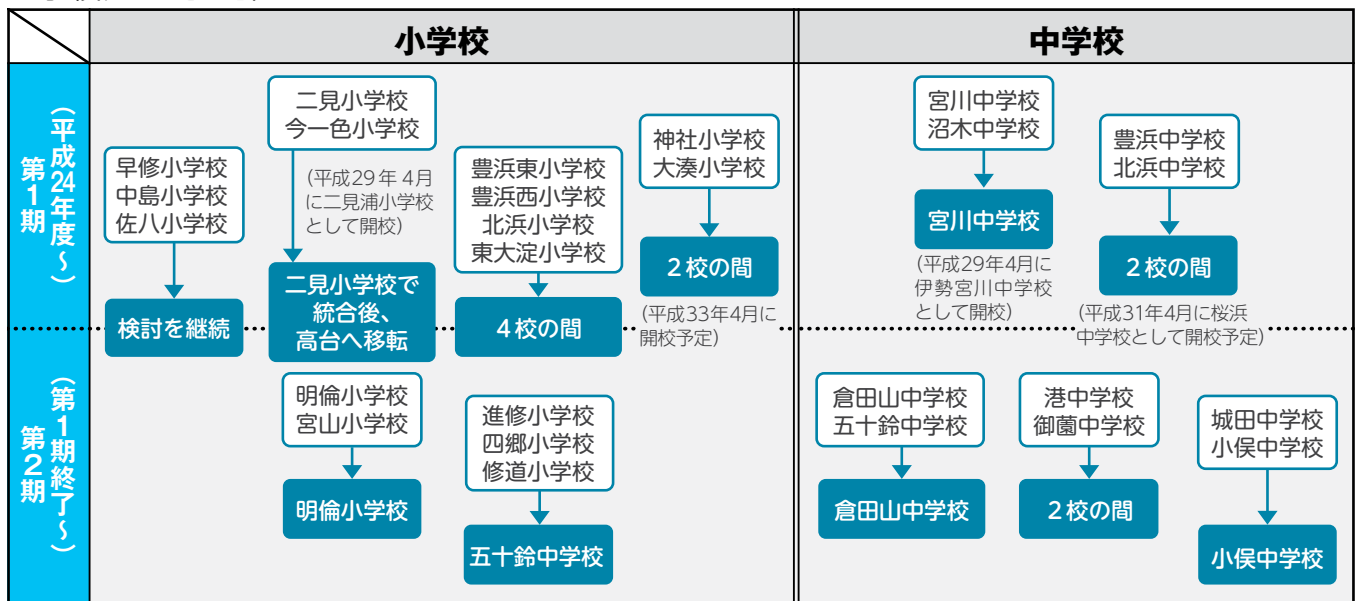 小学校
中学校
第1期
（平成24年度～）
早修小学校
中島小学校
佐八小学校
検討を継続
二見小学校
今一色小学校
（平成29年4月
に二見浦小学校
として開校）
二見小学校で
統合後、
高台へ移転
豊浜東小学校
豊浜西小学校
北浜小学校
東大淀小学校
4校の間
神社小学校
大湊小学校
2校の間
（平成33年4月に
開校予定）
宮川中学校
沼木中学校
宮川中学校
（平成29年4月に
伊勢宮川中学校
として開校）
豊浜中学校
北浜中学校
2校の間
（平成31年4月に桜浜
中学校として開校予定）
第2期
（第1期終了～）
明倫小学校
宮山小学校
明倫小学校
進修小学校
四郷小学校
修道小学校
五十鈴中学校
倉田山中学校
五十鈴中学校
倉田山中学校
港中学校
御薗中学校
2校の間
城田中学校
小俣中学校
小俣中学校